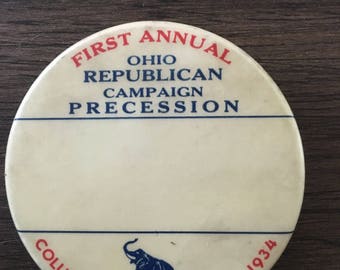 FIRST ANNUAL
OHIO
REPUBLICAN
CAMPAIGN
PRECESSION
1934